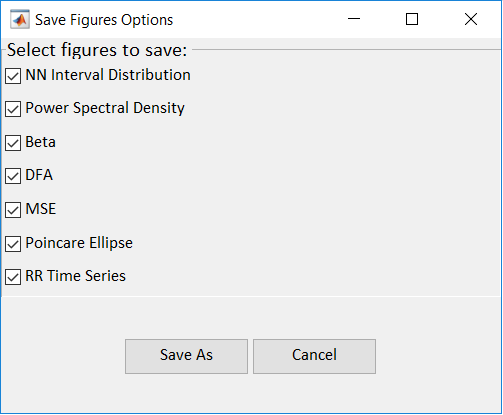 Save Figures Options
Select figures to save:
NN Interval Distribution
Power Spectral Density
Beta
DFA
MSE
Poincare Ellipse
RR Time Series
Save As
Cancel